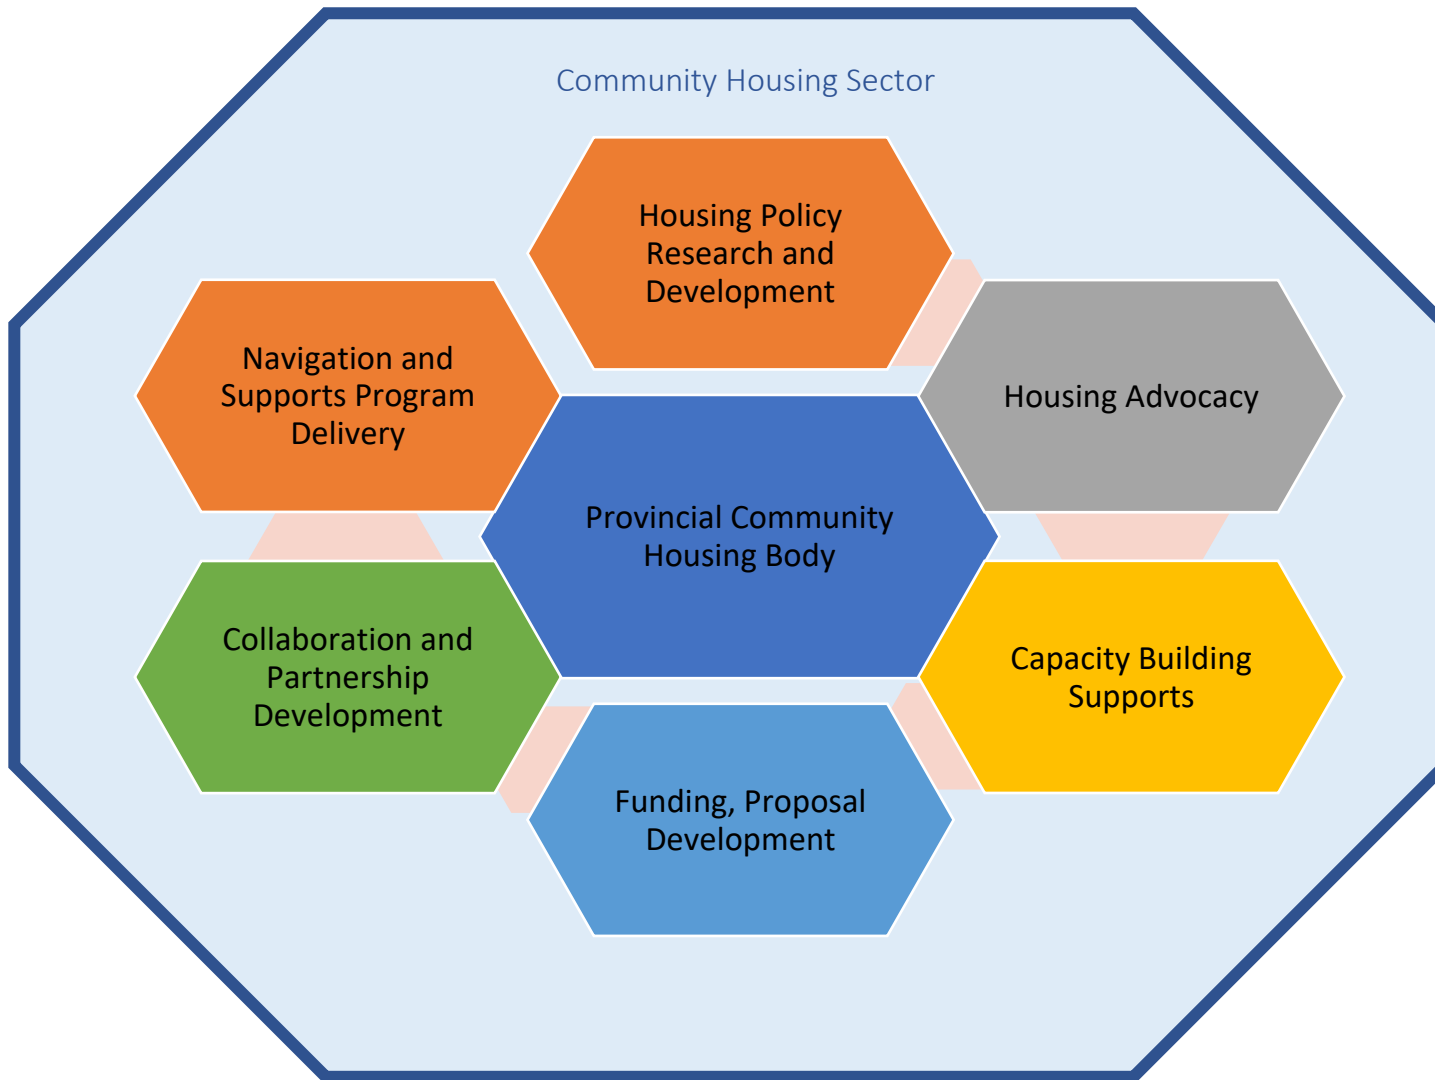 Community Housing Sector
Housing Policy
Research and
Development
Navigation and
Supports Program
Delivery
Housing Advocacy
Provincial Community
Housing Body
Collaboration and
Partnership
Development
Capacity Building
Supports
Funding, Proposal
Development